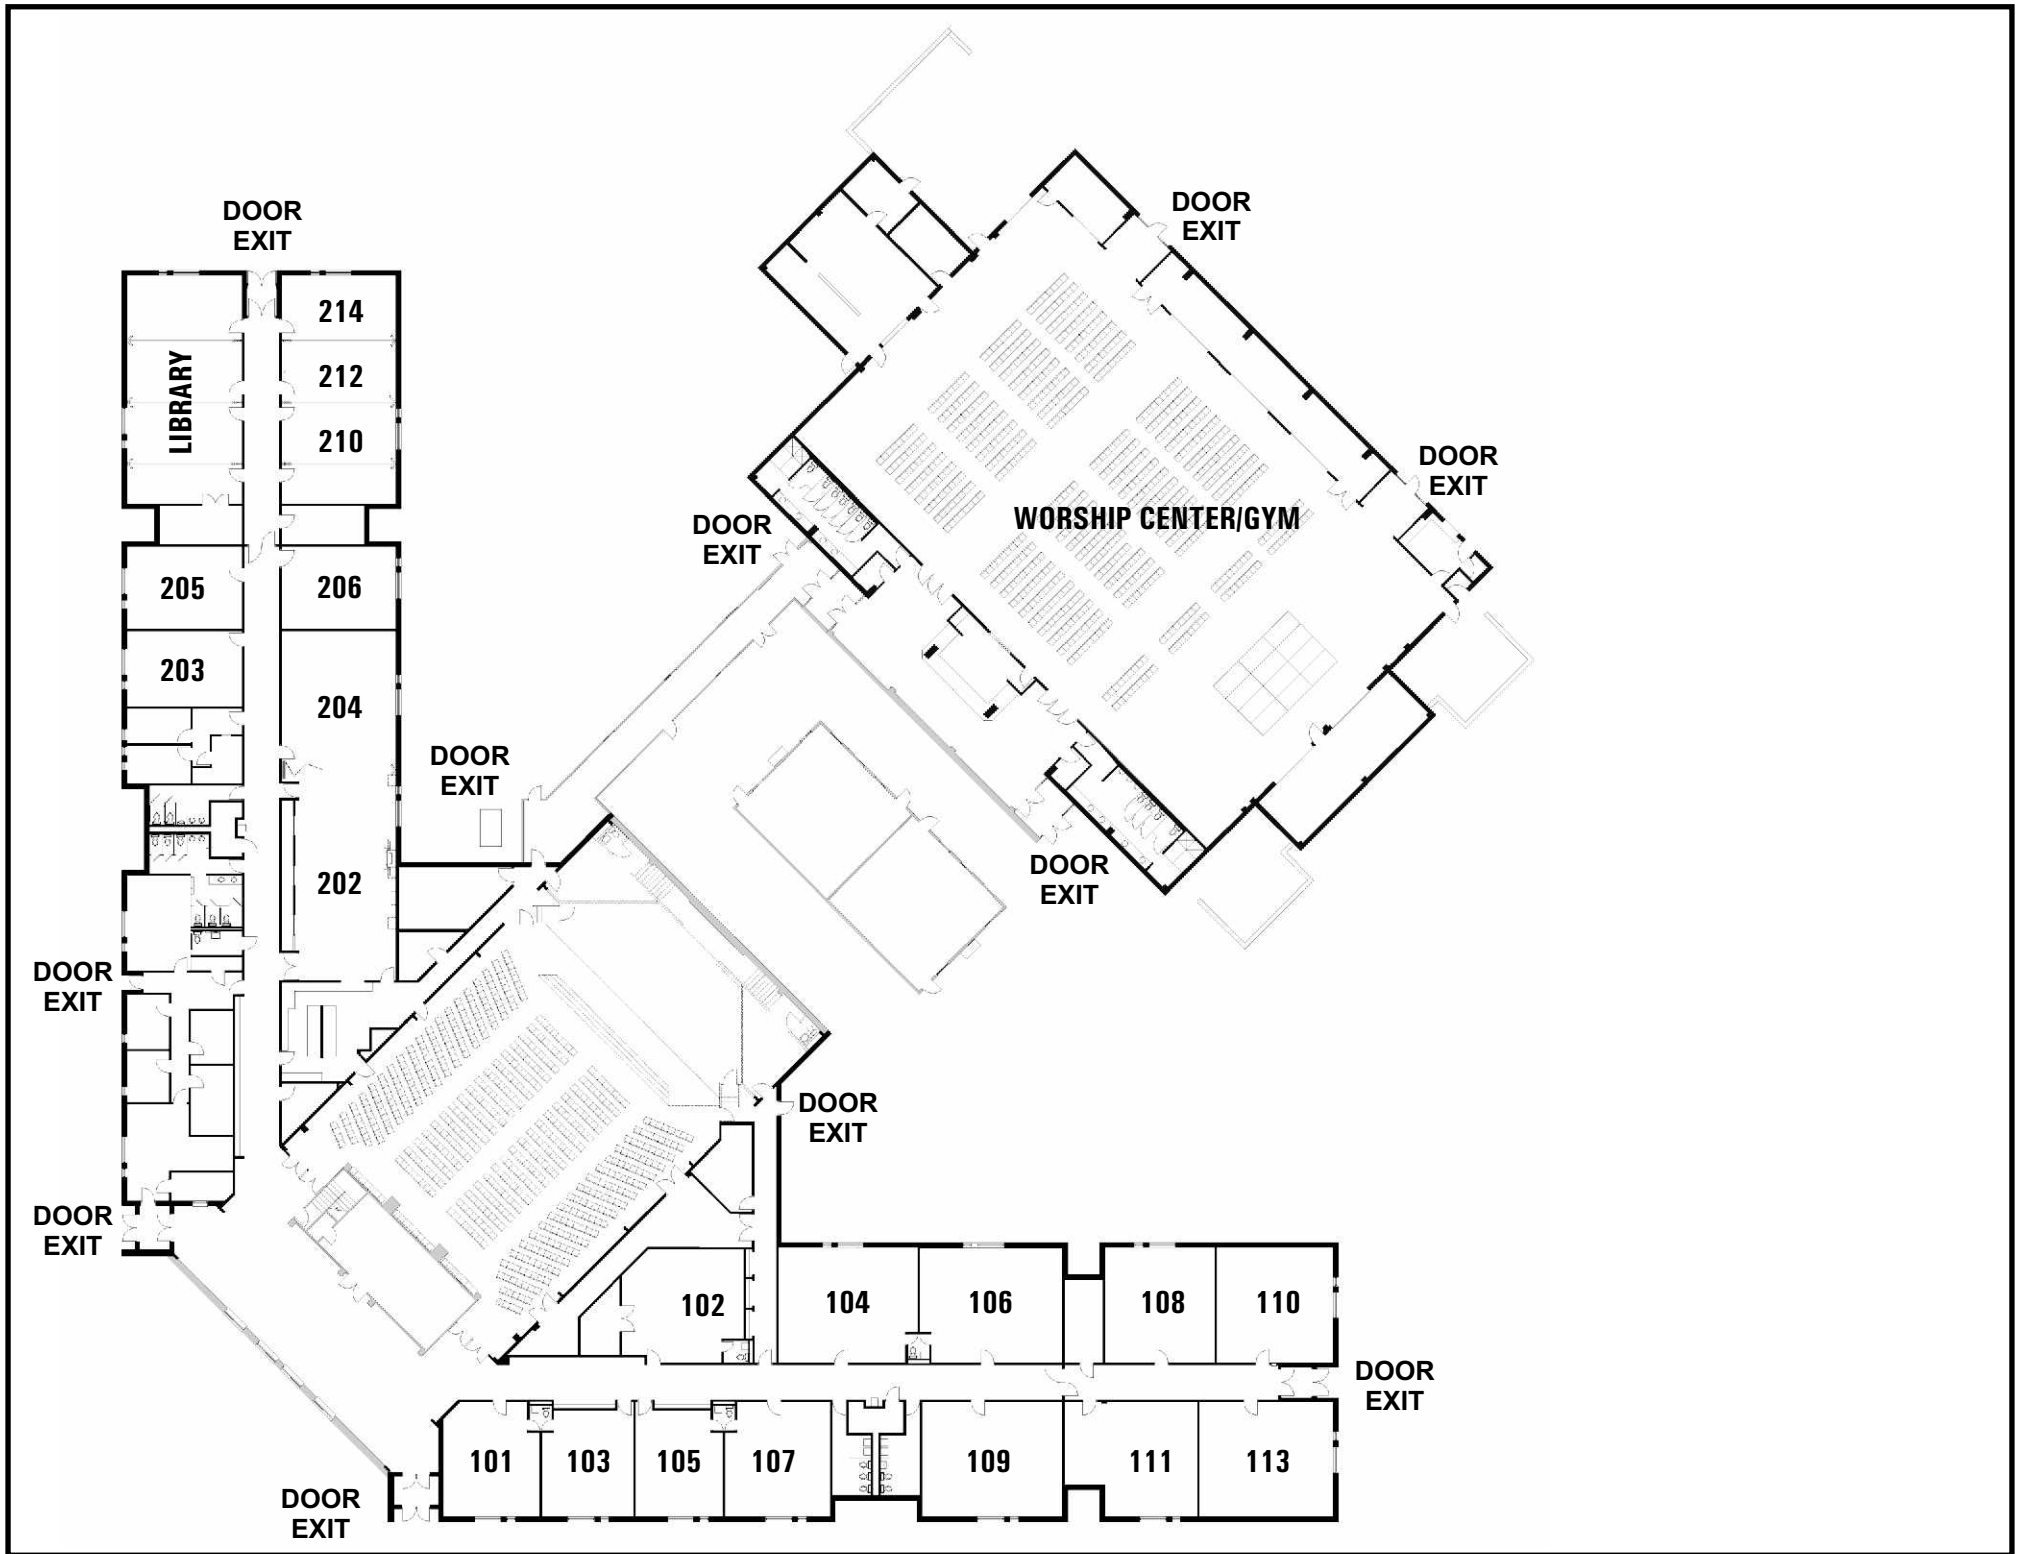 DOOR
EXIT
DOOR
EXIT
214
212
LIBRARY
210
DOOR
EXIT
WORSHIP CENTER/GYM
DOOR
EXIT
205
206
203
204
DOOR
EXIT
202
DOOR
EXIT
DOOR
EXIT
DOOR
EXIT
DOOR
EXIT
102
104
106
108
110
DOOR
EXIT
101
103
105
107
109
111
113
DOOR
EXIT